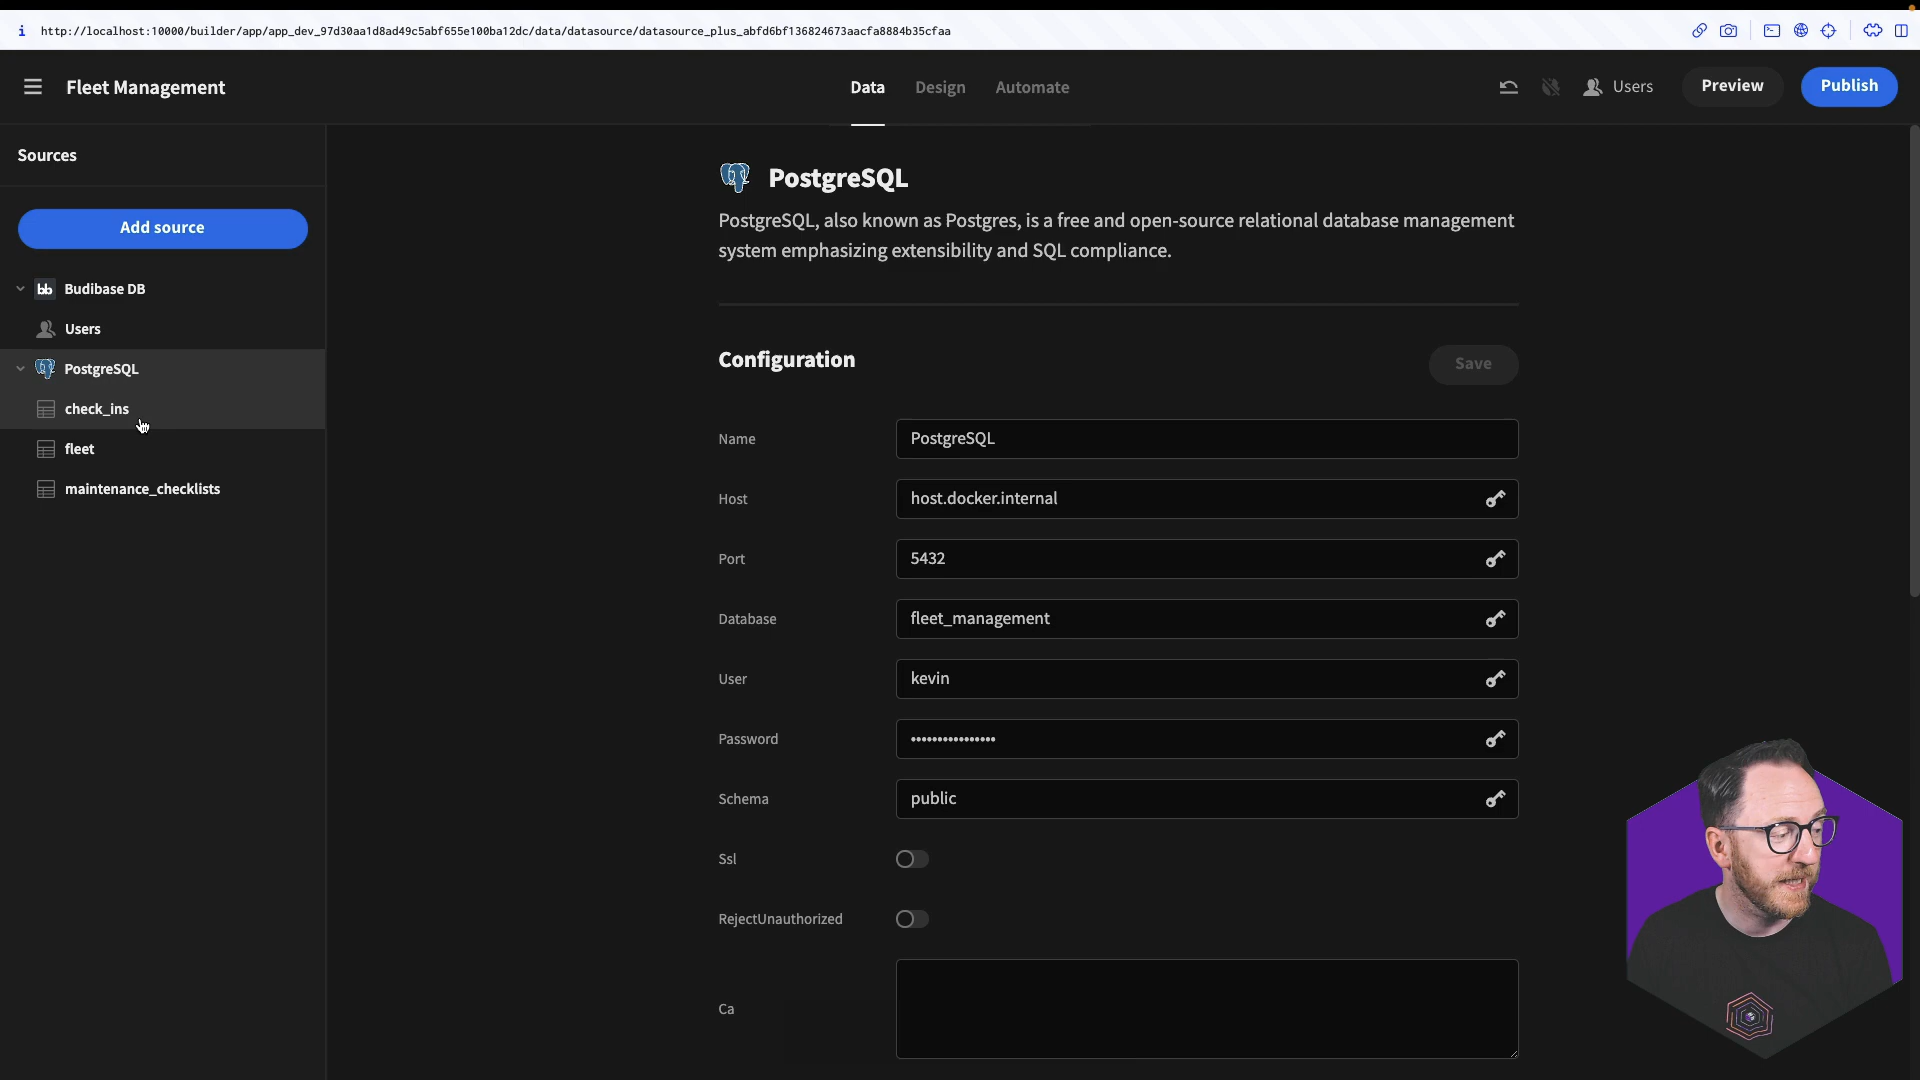 i http://localhost:10000/builder/app/app_dev_97d30aa1d8ad49c5abf655e100ba12dc/data/datasource/datasource_plus_abfd6bf136824673aacfa8884b35cfaa
Fleet Management
Data
Design
Automate
Users
Preview
Publish
Sources
Add source
bb Budibase DB
Users
PostgreSQL
check_ins
fleet
maintenance_checklists
PostgreSQL
PostgreSQL, also known as Postgres, is a free and open-source relational database management
system emphasizing extensibility and SQL compliance.
Configuration
Save
Name
PostgreSQL
Host
host.docker.internal
Port
5432
Database
fleet_management
User
kevin
Password
••••••••••••••••
Schema
public
Ssl
RejectUnauthorized
Ca